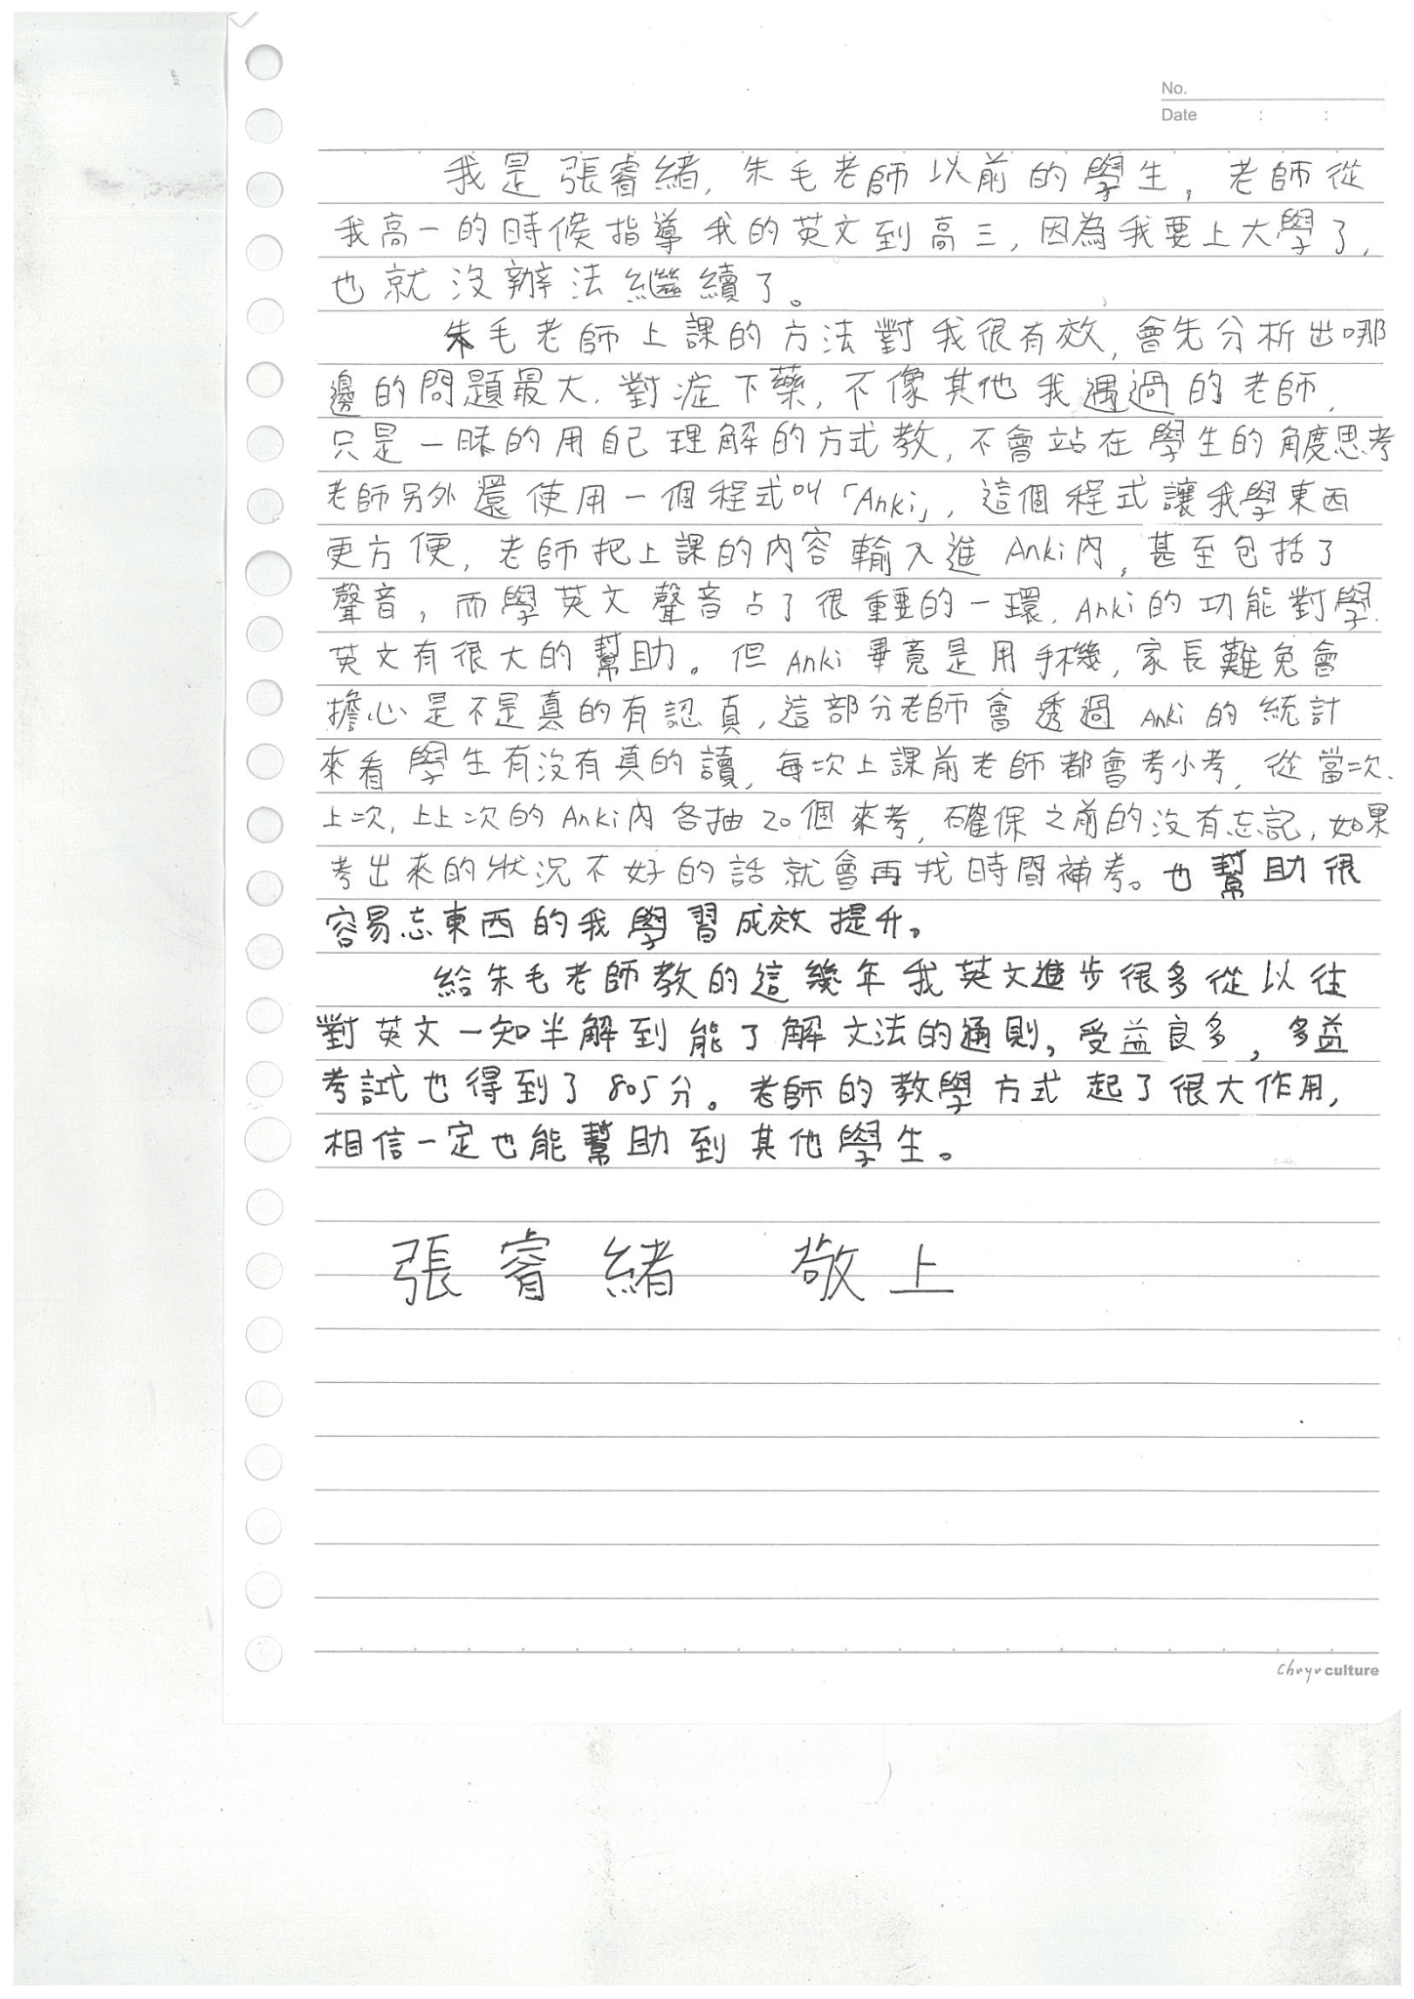 No.
Date : :
我是張睿緒, 朱毛老師以前的學生, 老師從
我高一的時候指導我的英文到高三, 因為我要上大學了,
也就沒辦法繼續了。
朱毛老師上課的方法對我很有效, 會先分析出哪
邊的問題最大, 對症下藥, 不像其他我遇過的老師,
只是一昧的用自己理解的方式教, 不會站在學生的角度思考
老師另外還使用一個程式叫「Anki」, 這個程式讓我學東西
更方便, 老師把上課的內容輸入進 Anki內, 甚至包括了
聲音, 而學英文聲音占了很重要的一環, Anki的功能對學
英文有很大的幫助。但 Anki 畢竟是用手機, 家長難免會
擔心是不是真的有認真, 這部分老師會透過 Anki 的統計
來看學生有沒有真的讀, 每次上課前老師都會考小考, 從當次、
上次, 上上次的 Anki內各抽 20個來考, 確保之前的沒有忘記, 如果
考出來的狀況不好的話就會再找時間補考。也幫助很
容易忘東西的我學習成效提升。
給朱毛老師教的這幾年我英文進步很多從以往
對英文一知半解到能了解文法的通則, 受益良多, 多益
考試也得到了 805分。老師的教學方式起了很大作用,
相信一定也能幫助到其他學生。
張睿緒 敬上
Chuyu culture